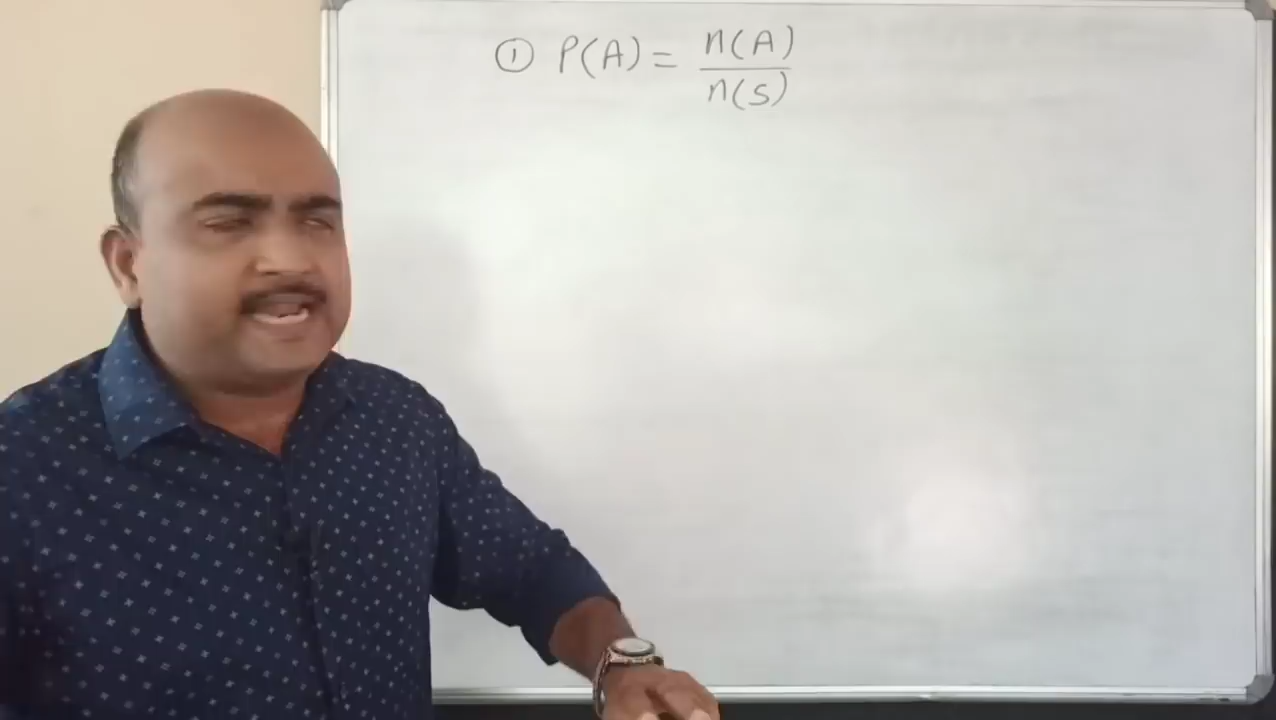 ① P(A) = n(A) / n(S)